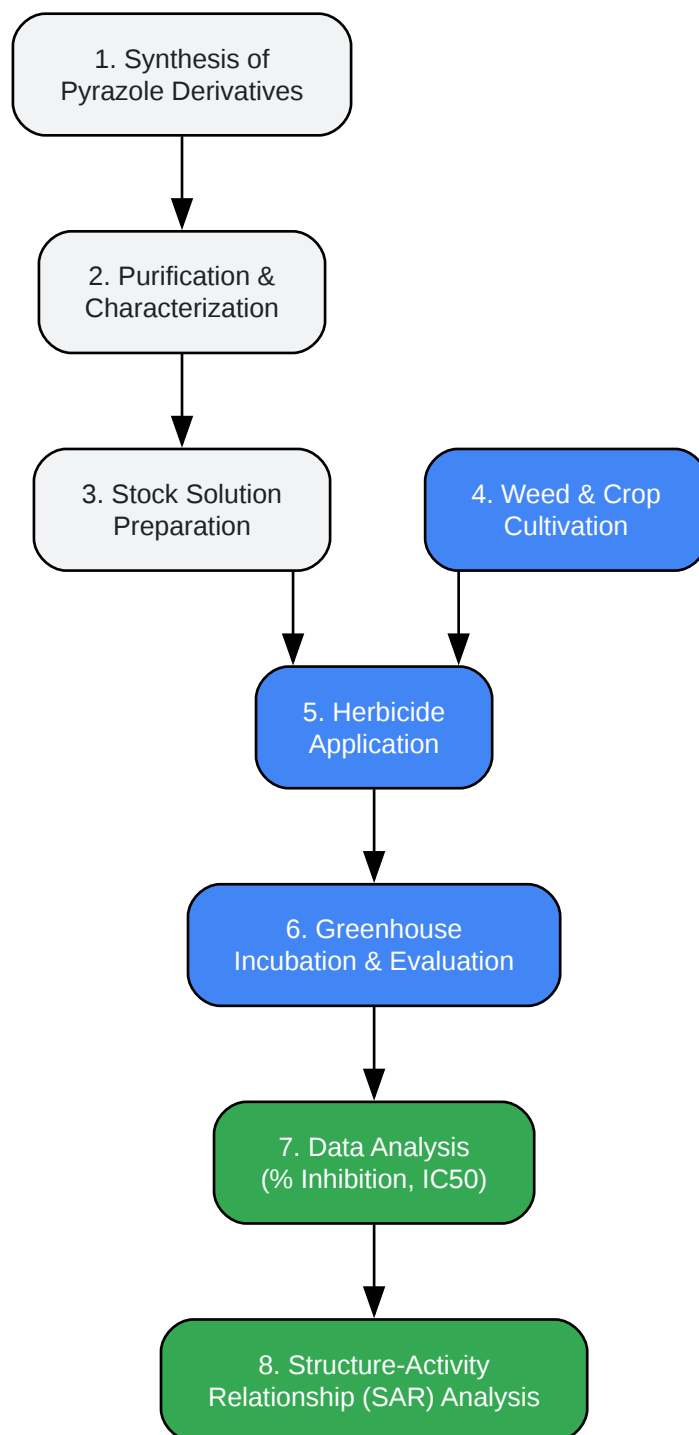 1. Synthesis of
Pyrazole Derivatives
2. Purification &
Characterization
3. Stock Solution
Preparation
4. Weed & Crop
Cultivation
5. Herbicide
Application
6. Greenhouse
Incubation & Evaluation
7. Data Analysis
(% Inhibition, IC50)
8. Structure-Activity
Relationship (SAR) Analysis